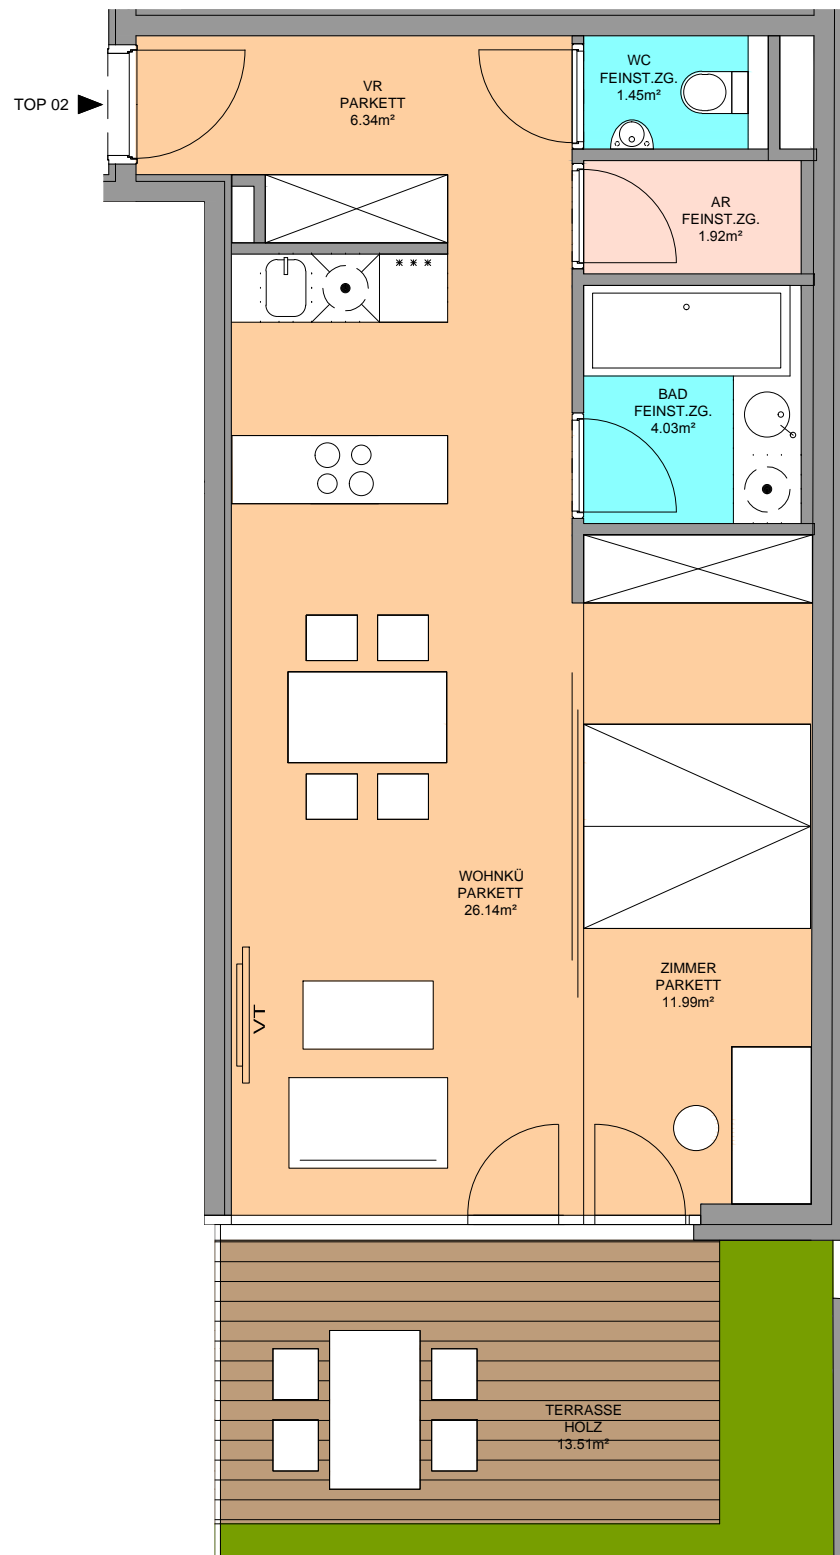 WC
FEINST.ZG.
1.45m²
VR
PARKETT
6.34m²
TOP 02
AR
FEINST.ZG.
1.92m²
***
BAD
FEINST.ZG.
4.03m²
WOHNKÜ
PARKETT
26.14m²
ZIMMER
PARKETT
11.99m²
VT
TERRASSE
HOLZ
13.51m²